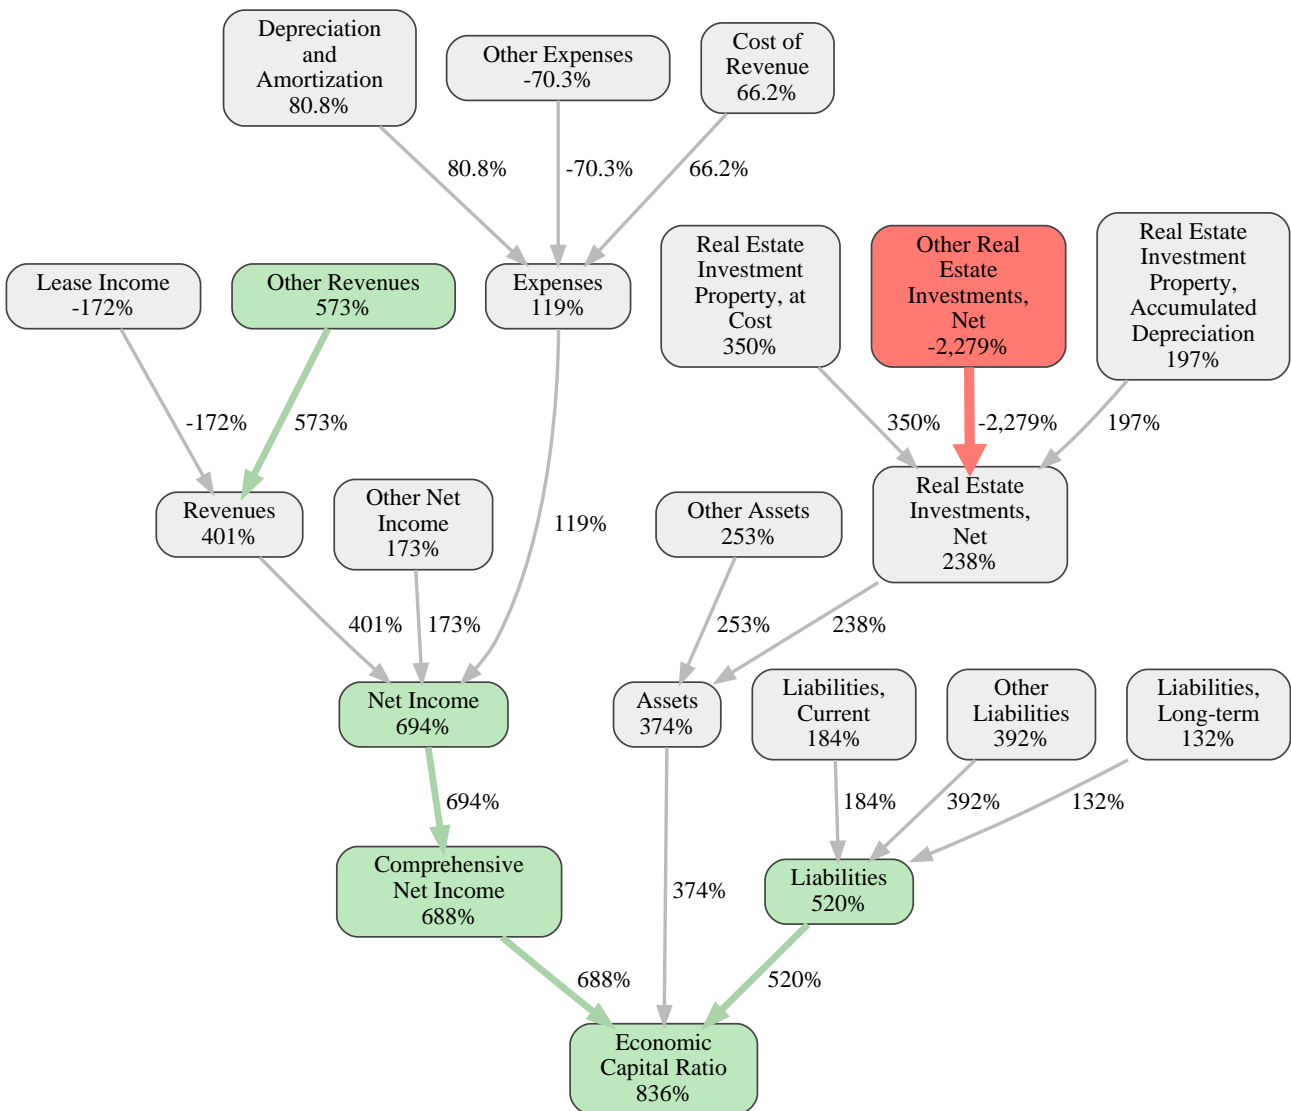 Depreciation
and
Amortization
80.8%
Other Expenses
-70.3%
Cost of
Revenue
66.2%
80.8%
-70.3%
66.2%
Lease Income
-172%
Other Revenues
573%
Expenses
119%
Real Estate
Investment
Property, at
Cost
350%
Other Real
Estate
Investments,
Net
-2,279%
Real Estate
Investment
Property,
Accumulated
Depreciation
197%
-172%
573%
350%
-2,279%
197%
Revenues
401%
Other Net
Income
173%
119%
Other Assets
253%
Real Estate
Investments,
Net
238%
401%
173%
253%
238%
Net Income
694%
Assets
374%
Liabilities,
Current
184%
Other
Liabilities
392%
Liabilities,
Long-term
132%
694%
184%
392%
132%
Comprehensive
Net Income
688%
374%
Liabilities
520%
688%
520%
Economic
Capital Ratio
836%